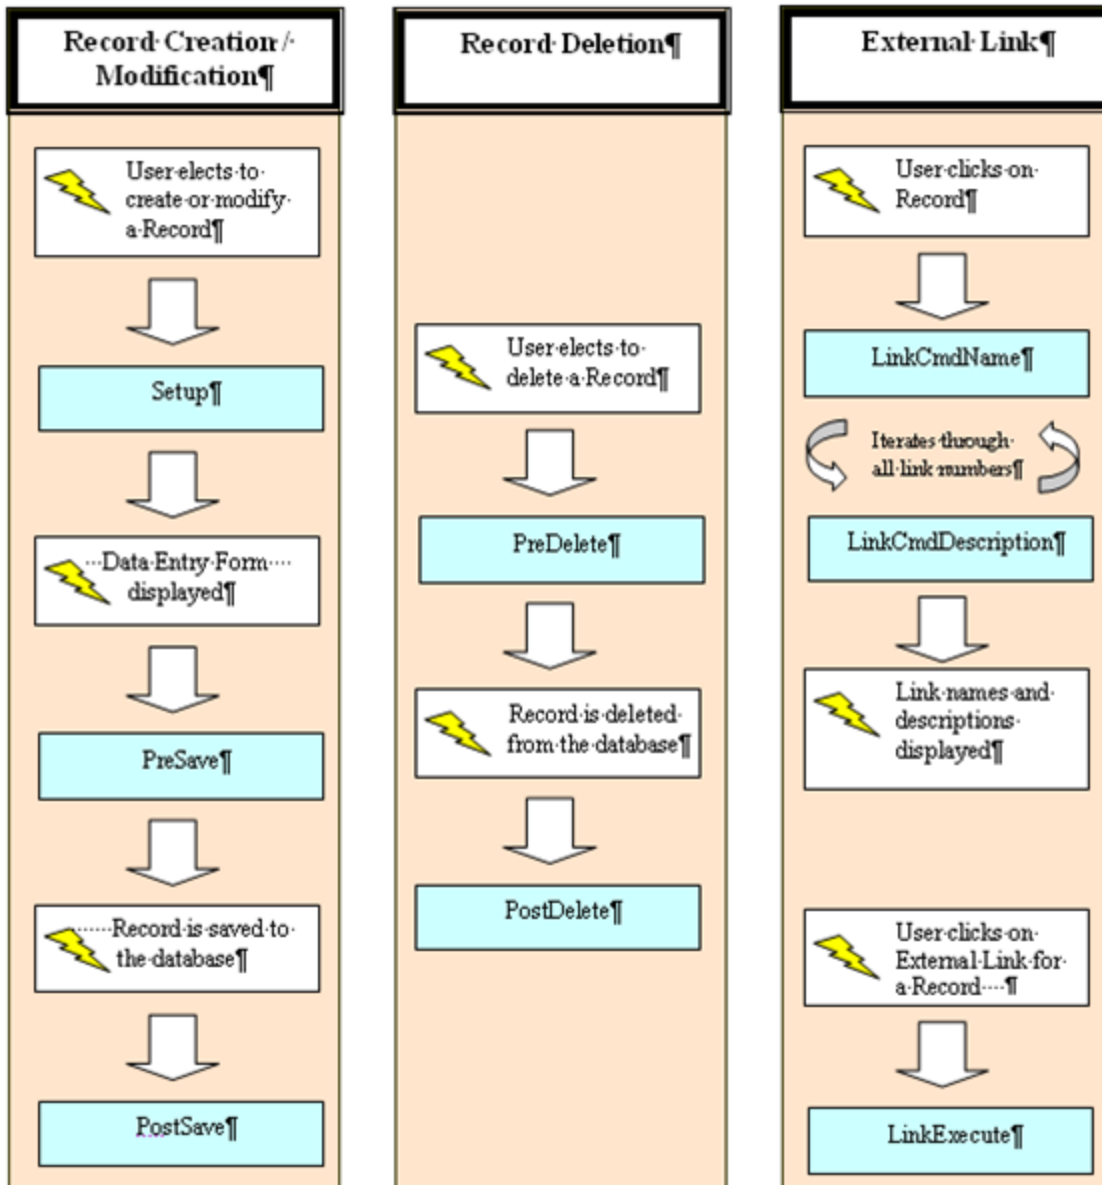 Record Creation /
Modification¶
User elects to
create or modify
a Record¶
Setup¶
Data Entry Form
displayed¶
PreSave¶
Record is saved to
the database¶
PostSave¶
Record Deletion¶
User elects to
delete a Record¶
PreDelete¶
Record is deleted
from the database¶
PostDelete¶
External Link¶
User clicks on
Record¶
LinkCmdName¶
Iterates through
all link numbers¶
LinkCmdDescription¶
Link names and
descriptions
displayed¶
User clicks on
External Link for
a Record ¶
LinkExecute¶